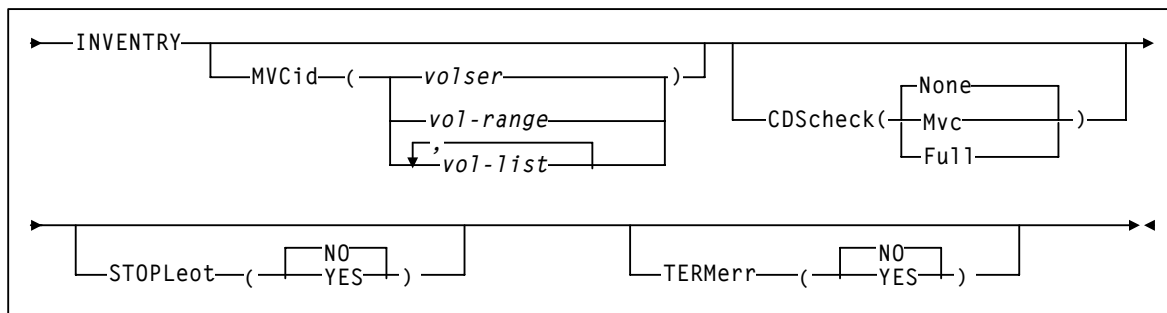 INVENTRY
MVCid ( volser )
vol-range
,
vol-list
None
CDScheck( Mvc )
Full
NO
STOPLeot ( YES )
NO
TERMerr ( YES )